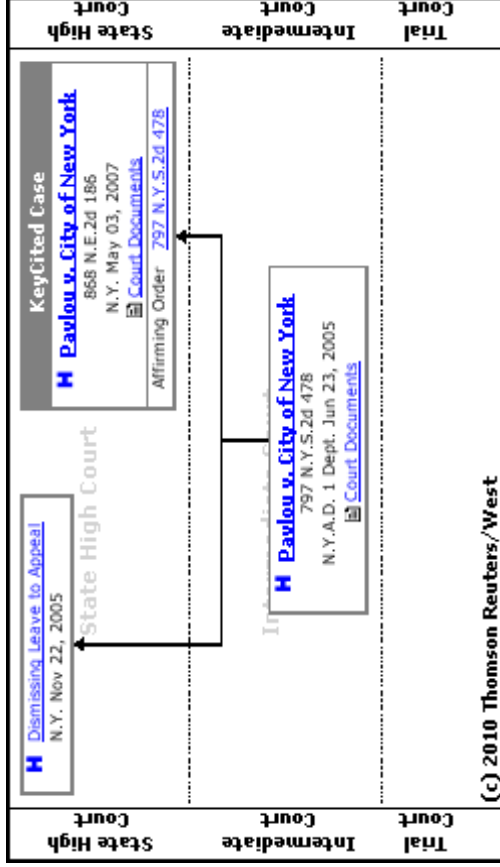 State High
Court
Intermediate
Court
Trial
Court
State High Court
H Dismissing Leave to Appeal
N.Y. Nov 22, 2005
KeyCited Case
H Pavlou v. City of New York
868 N.E.2d 186
N.Y. May 03, 2007
Court Documents
Affirming Order 797 N.Y.S.2d 478
H Pavlou v. City of New York
797 N.Y.S.2d 478
N.Y.A.D. 1 Dept. Jun 23, 2005
Court Documents
State High
Court
Intermediate
Court
Trial
Court
(c) 2010 Thomson Reuters/West